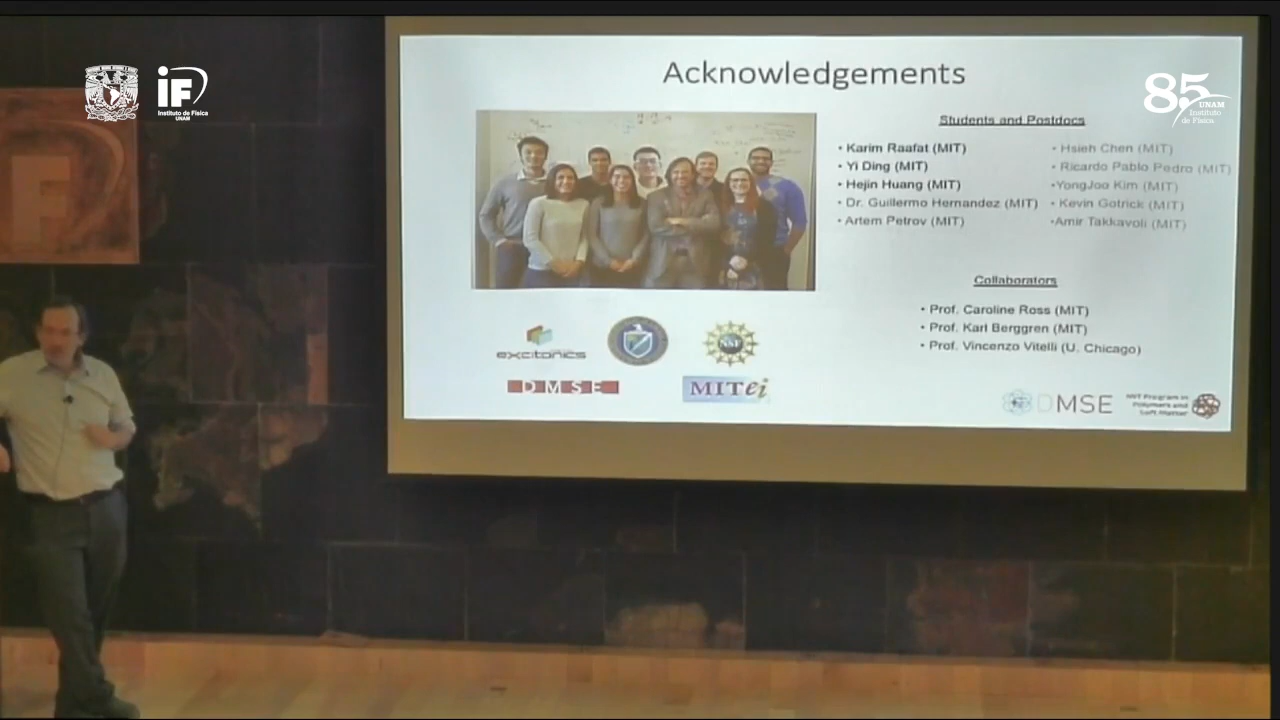 iF
Instituto de Física
UNAM
85
UNAM
Instituto
de Física
Acknowledgements
Students and Postdocs
• Karim Raafat (MIT)
• Yi Ding (MIT)
• Hejin Huang (MIT)
• Dr. Guillermo Hernandez (MIT)
• Artem Petrov (MIT)
• Hsieh Chen (MIT)
• Ricardo Pablo Pedro (MIT)
•YongJoo Kim (MIT)
• Kevin Gotrick (MIT)
•Amir Takkavoli (MIT)
Collaborators
• Prof. Caroline Ross (MIT)
• Prof. Karl Berggren (MIT)
• Prof. Vincenzo Vitelli (U. Chicago)
excitonics
NSF
DMSE
MITei
DMSE
MIT Program in
Polymers and
Soft Matter